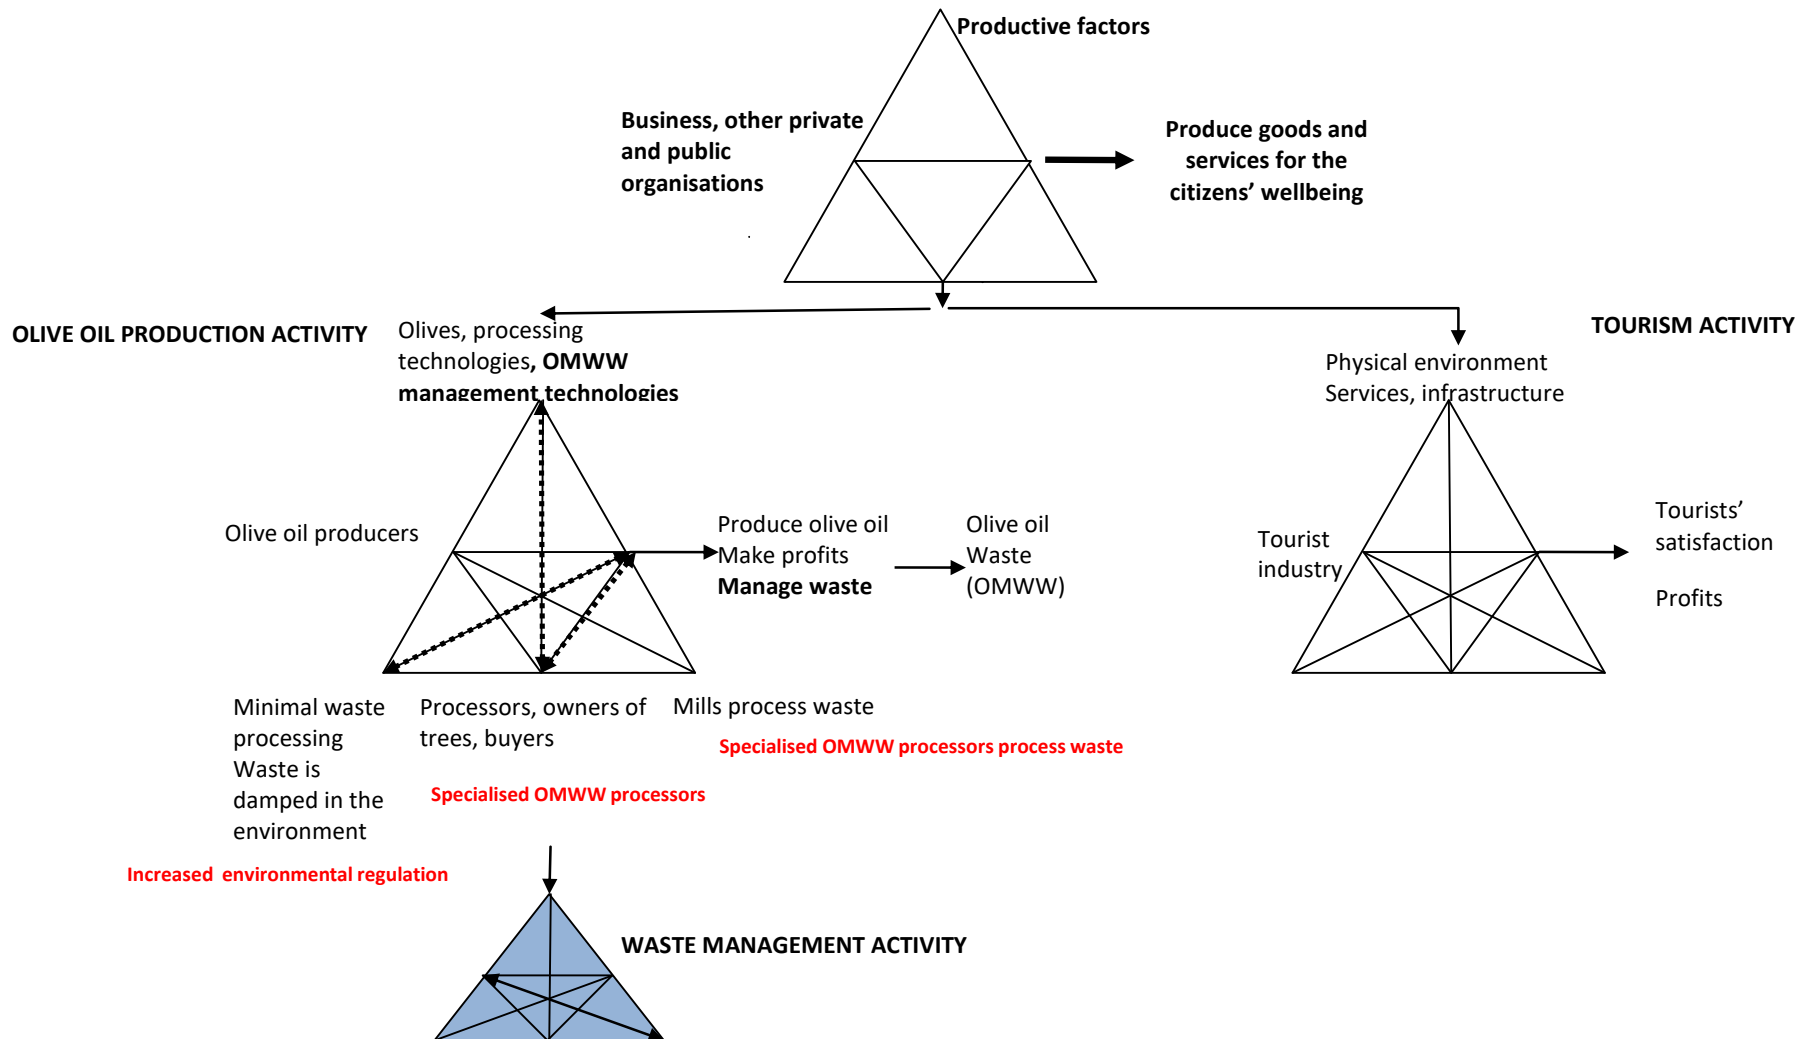 Productive factors
Business, other private
and public
organisations
Produce goods and
services for the
citizens’ wellbeing
.
OLIVE OIL PRODUCTION ACTIVITY
Olives, processing
technologies, OMWW
management technologies
TOURISM ACTIVITY
Physical environment
Services, infrastructure
Olive oil producers
Produce olive oil
Make profits
Manage waste
Olive oil
Waste
(OMWW)
Tourist
industry
Tourists’
satisfaction
Profits
Minimal waste
processing
Waste is
damped in the
environment
Processors, owners of
trees, buyers
Mills process waste
Specialised OMWW processors process waste
Specialised OMWW processors
Increased  environmental regulation
WASTE MANAGEMENT ACTIVITY